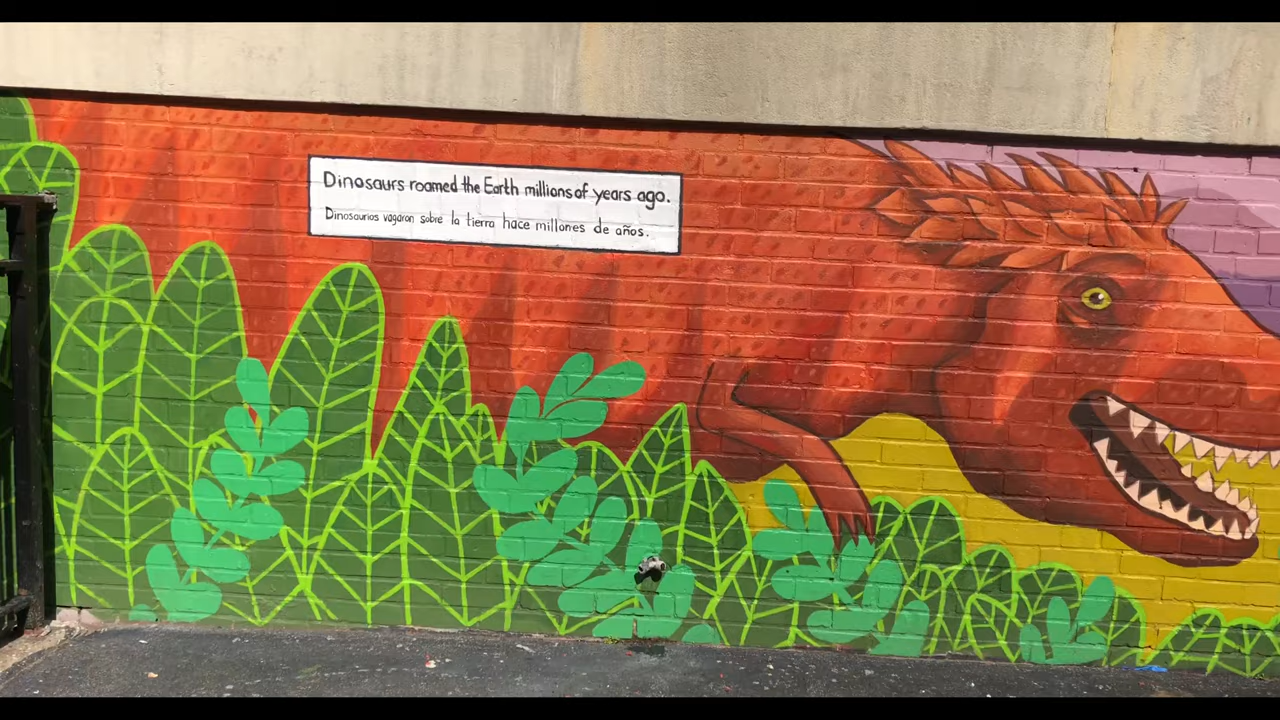 Dinosaurs roamed the Earth millions of years ago.
Dinosaurios vagaron sobre la tierra hace millones de años.